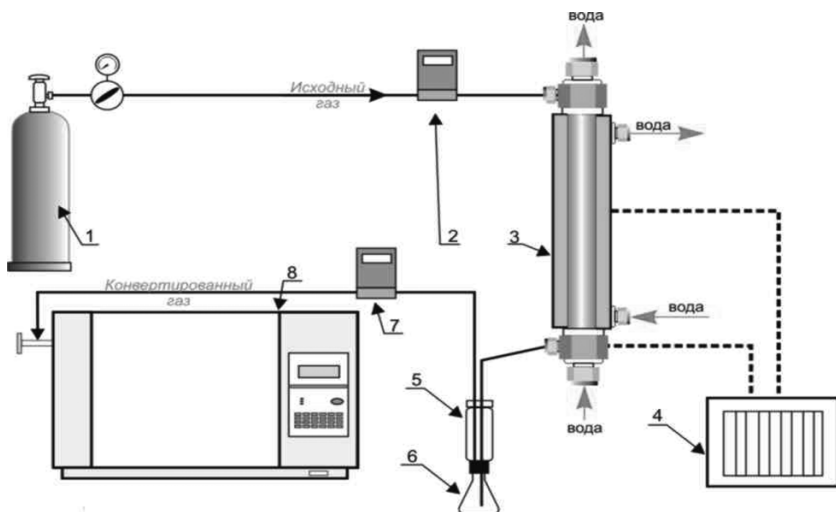 вода
Исходный
газ
вода
1
2
3
Конвертированный
газ
8
вода
7
5
4
вода
6